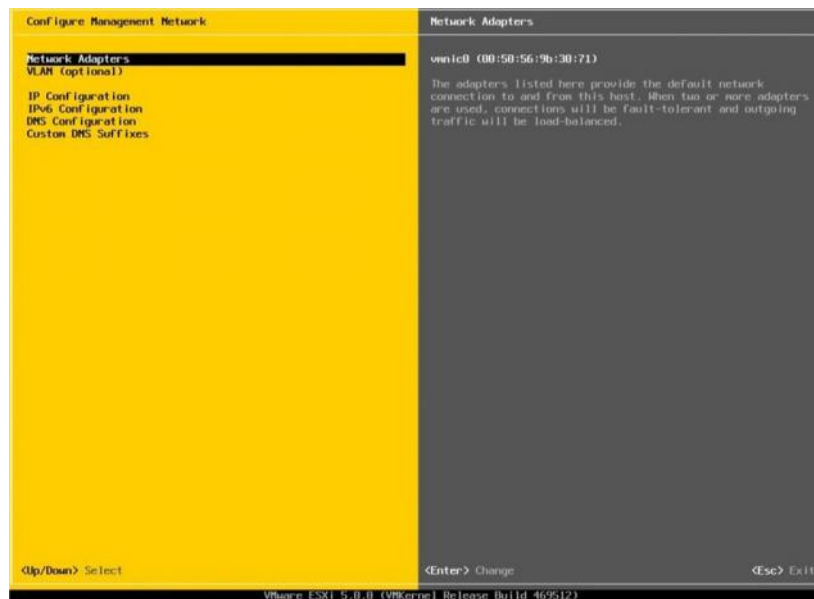 Configure Management Network
Network Adapters
VLAN (optional)
IP Configuration
IPv6 Configuration
DNS Configuration
Custom DNS Suffixes
<Up/Down> Select
Network Adapters
vmnic0 (00:50:56:9b:30:71)
The adapters listed here provide the default network
connection to and from this host. When two or more adapters
are used, connections will be fault-tolerant and outgoing
traffic will be load-balanced.
<Enter> Change
<Esc> Exit
VMware ESXi 5.0.0 (VMKernel Release Build 469512)